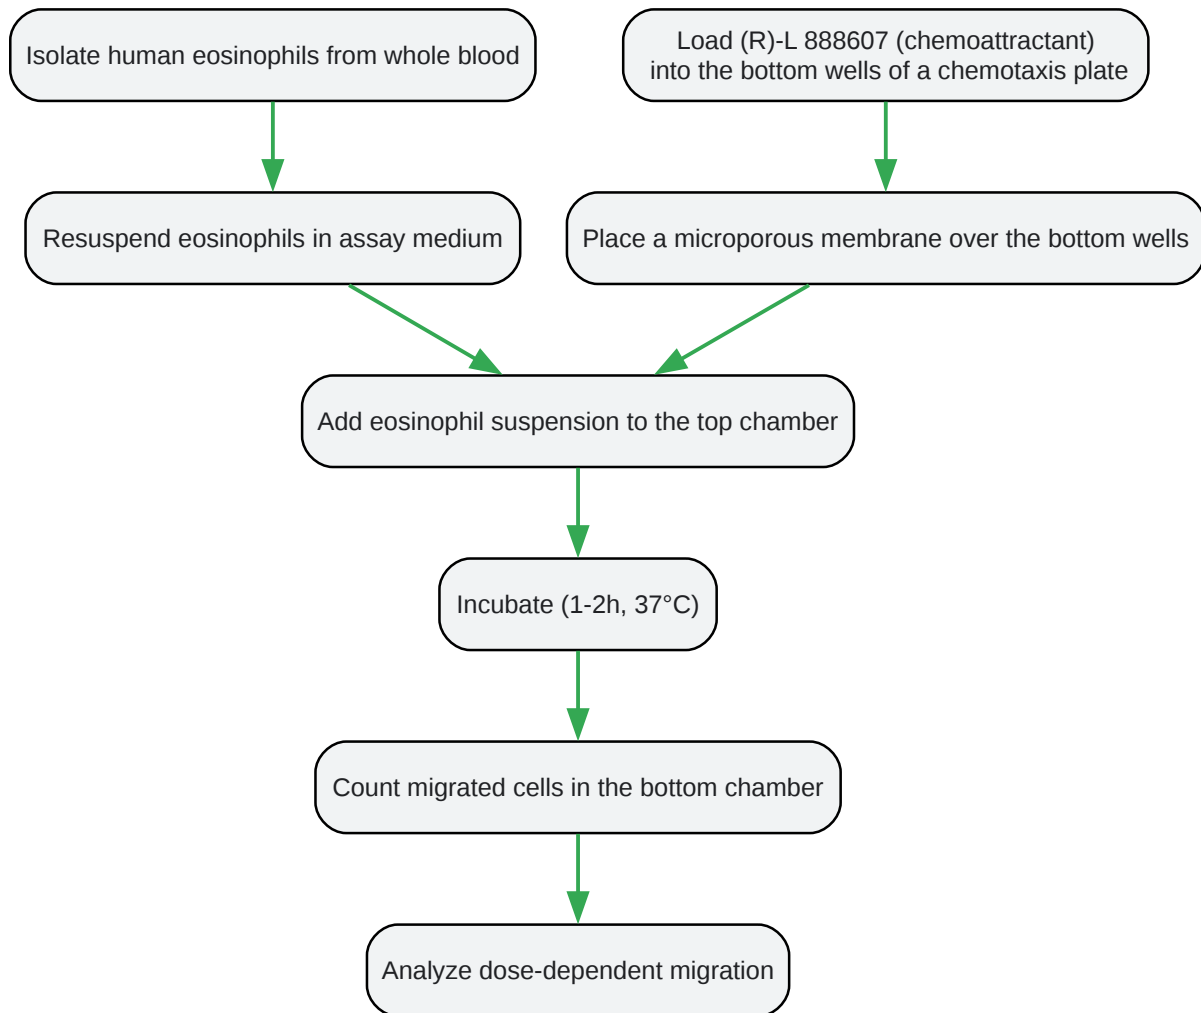 Isolate human eosinophils from whole blood
Load (R)-L 888607 (chemoattractant)
into the bottom wells of a chemotaxis plate
Resuspend eosinophils in assay medium
Place a microporous membrane over the bottom wells
Add eosinophil suspension to the top chamber
Incubate (1-2h, 37°C)
Count migrated cells in the bottom chamber
Analyze dose-dependent migration